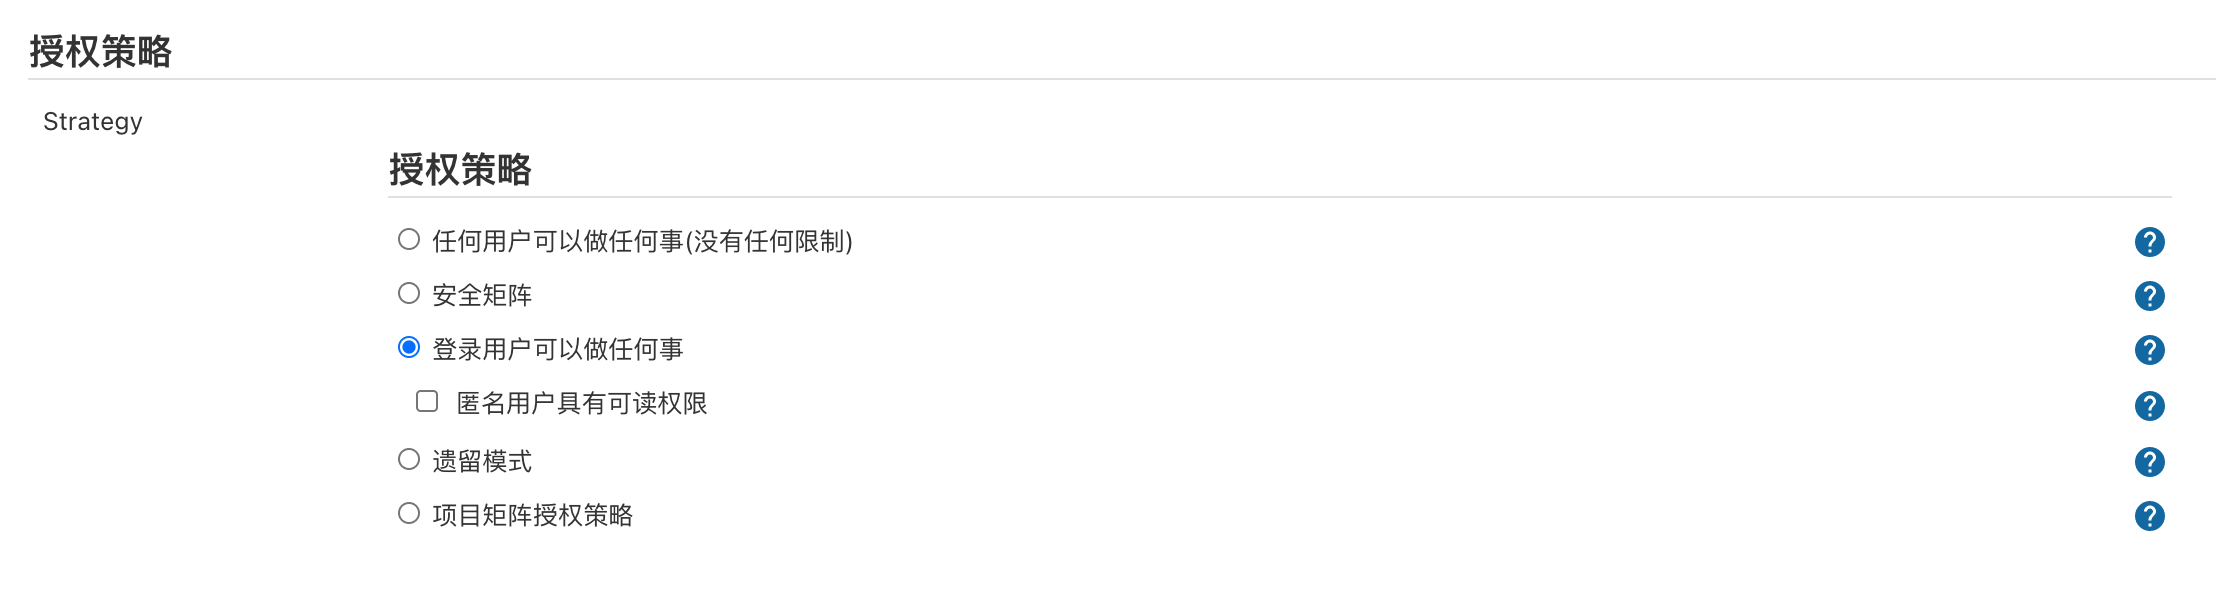 授权策略
Strategy
授权策略
任何用户可以做任何事(没有任何限制)
安全矩阵
登录用户可以做任何事
匿名用户具有可读权限
遗留模式
项目矩阵授权策略